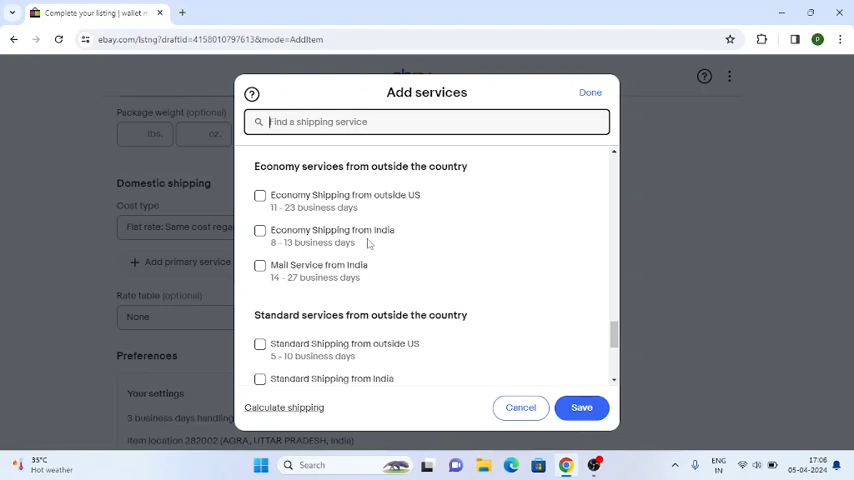 Complete your listing | wallet m
ebay.com/lstng?draftId=4158010797613&mode=AddItem
Package weight (optional)
lbs.
oz.
Domestic shipping
Cost type
Flat rate: Same cost regar
Add primary service
Rate table (optional)
None
Preferences
Your settings
3 business days handling
Item location 282002 (AGRA, UTTAR PRADESH, India)
Add services
Done
Find a shipping service
Economy services from outside the country
Economy Shipping from outside US
11 - 23 business days
Economy Shipping from India
8 - 13 business days
Mail Service from India
14 - 27 business days
Standard services from outside the country
Standard Shipping from outside US
5 - 10 business days
Standard Shipping from India
Calculate shipping
Cancel
Save
35°C
Hot weather
Search
ENG
IN
17:06
05-04-2024